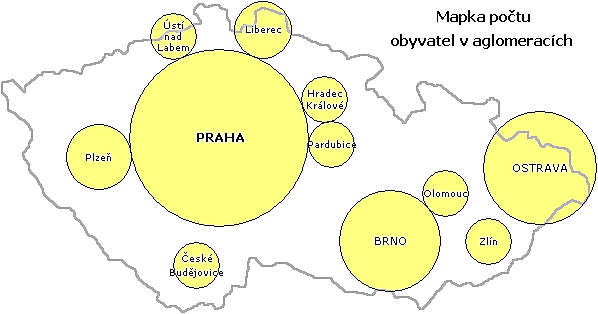 Mapka počtu
obyvatel v aglomeracích
Ústí
nad
Labem
Liberec
Hradec
Králové
PRAHA
Pardubice
Plzeň
OSTRAVA
Olomouc
BRNO
Zlín
České
Budějovice